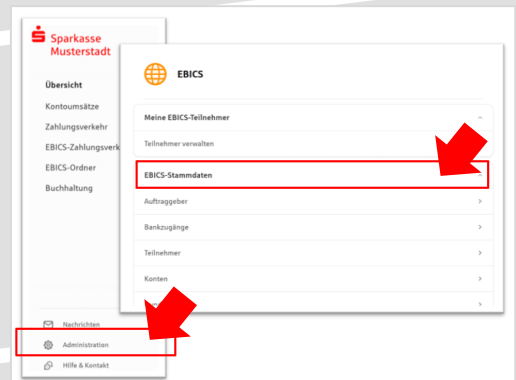 Sparkasse
Musterstadt
Übersicht
Kontoumsätze
Zahlungsverkehr
EBICS-Zahlungsverk
EBICS-Ordner
Buchhaltung
Nachrichten
Administration
Hilfe & Kontakt
EBICS
Meine EBICS-Teilnehmer
Teilnehmer verwalten
EBICS-Stammdaten
Auftraggeber
Bankzugänge
Teilnehmer
Konten